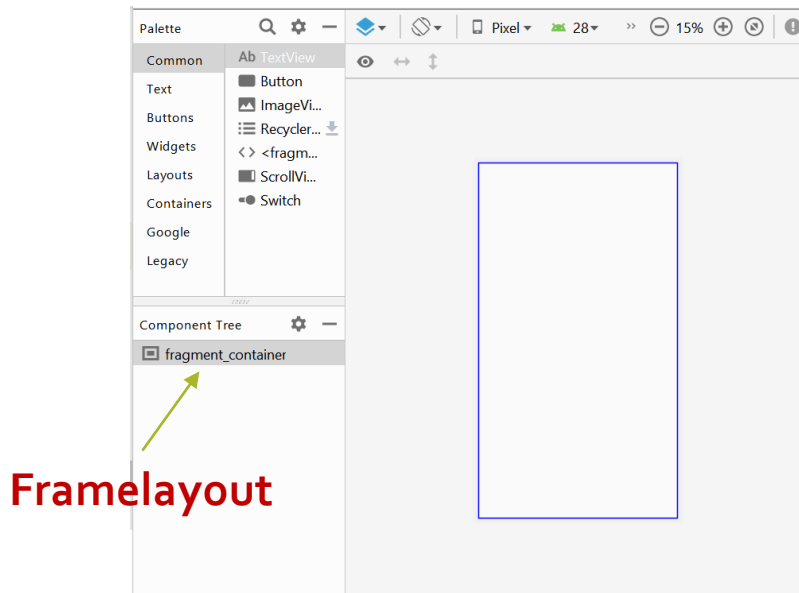 Palette
Pixel
28
15%
Common
Text
Buttons
Widgets
Layouts
Containers
Google
Legacy
Ab TextView
Button
ImageVi...
Recycler...
<fragm...
ScrollVi...
Switch
Component Tree
fragment_container
Framelayout